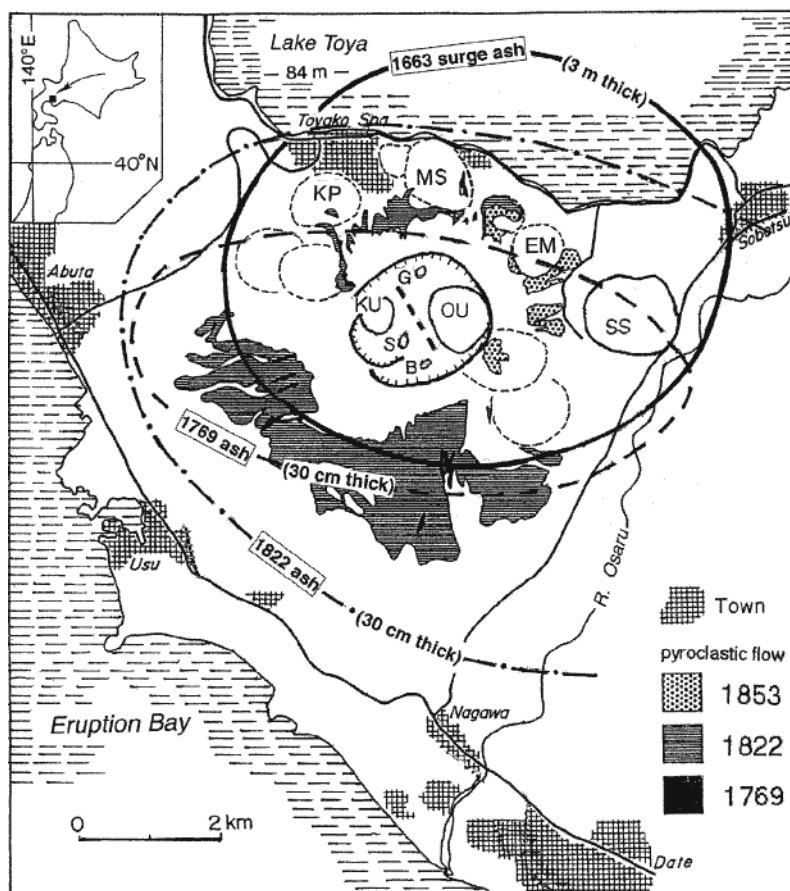 140°E
40°N
Lake Toya
84 m
1663 surge ash
(3 m thick)
Toyako Spa
KP
MS
EM
Sobetsu
Abuta
G
KU
OU
S
B
SS
1769 ash
(30 cm thick)
1822 ash
(30 cm thick)
Usu
R. Osaru
Eruption Bay
Nagawa
Date
0 2 km
Town
pyroclastic flow
1853
1822
1769